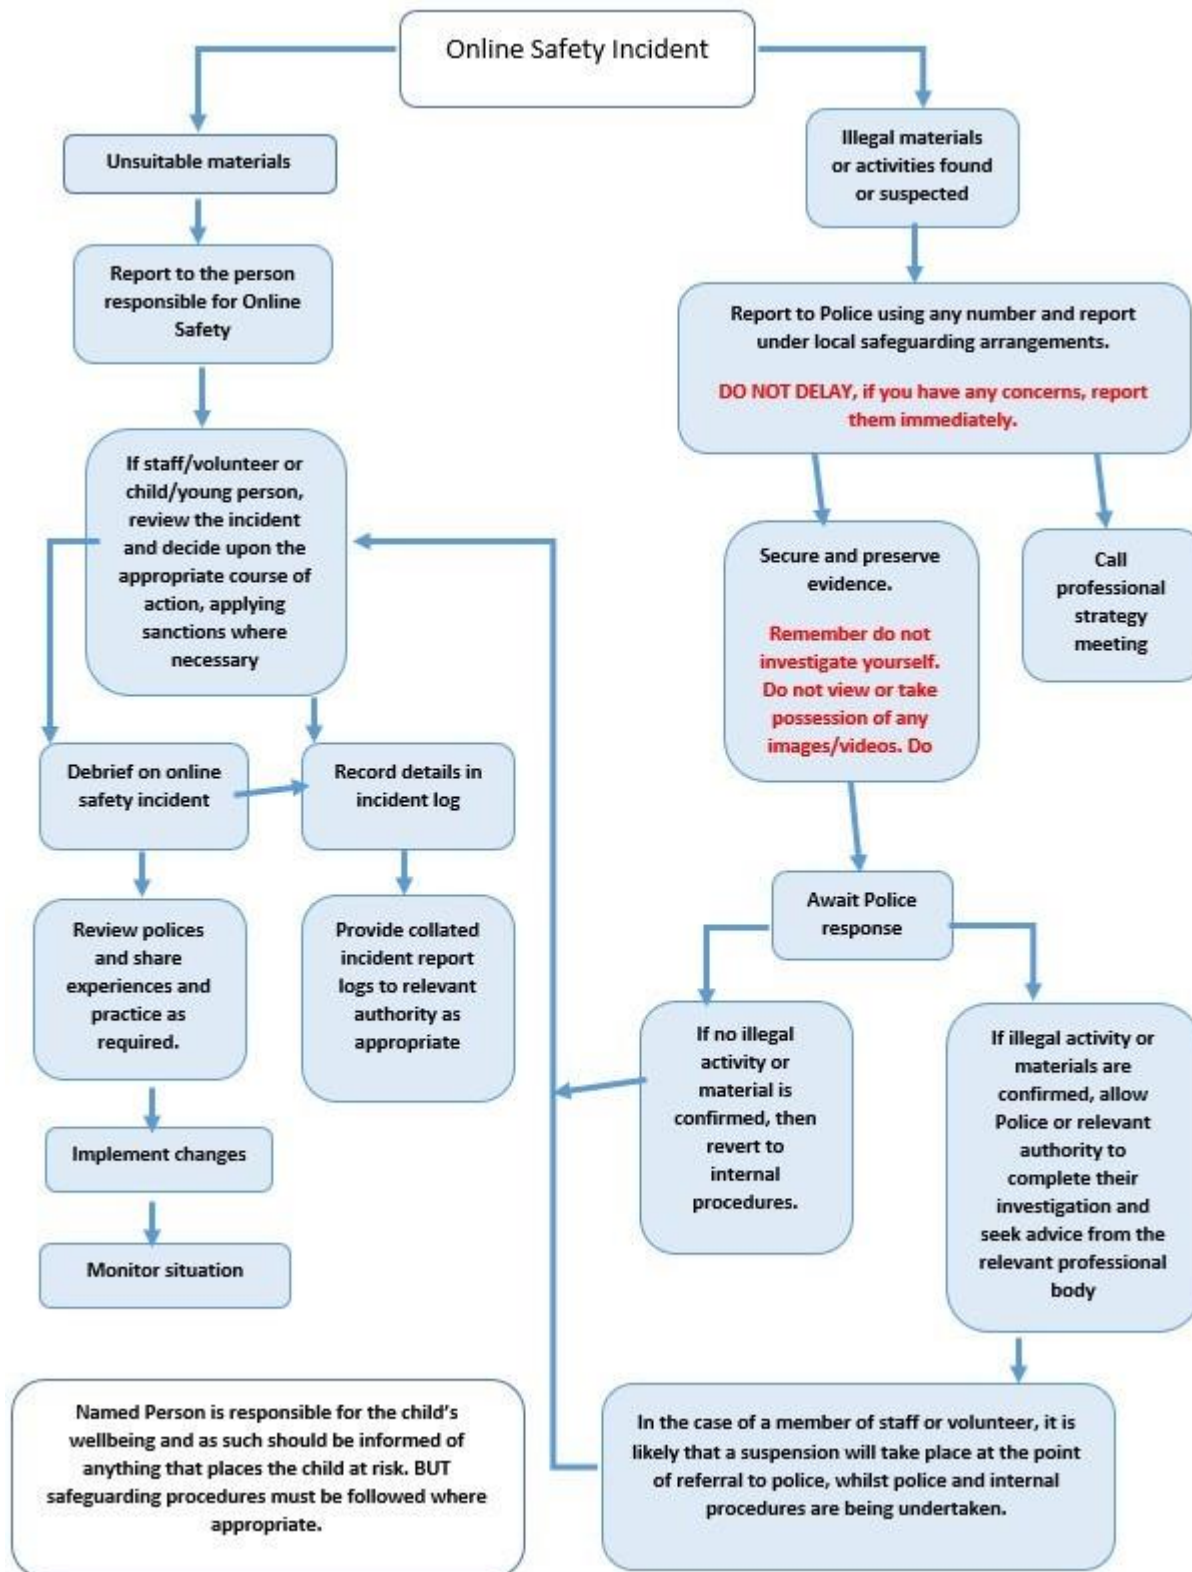 Online Safety Incident
Unsuitable materials
Illegal materials
or activities found
or suspected
Report to the person
responsible for Online
Safety
Report to Police using any number and report
under local safeguarding arrangements.
DO NOT DELAY, if you have any concerns, report
them immediately.
If staff/volunteer or
child/young person,
review the incident
and decide upon the
appropriate course of
action, applying
sanctions where
necessary
Secure and preserve
evidence.
Remember do not
investigate yourself.
Do not view or take
possession of any
images/videos. Do
Call
professional
strategy
meeting
Debrief on online
safety incident
Record details in
incident log
Await Police
response
Review polices
and share
experiences and
practice as
required.
Provide collated
incident report
logs to relevant
authority as
appropriate
If no illegal
activity or
material is
confirmed, then
revert to
internal
procedures.
If illegal activity or
materials are
confirmed, allow
Police or relevant
authority to
complete their
investigation and
seek advice from the
relevant professional
body
Implement changes
Monitor situation
Named Person is responsible for the child’s
wellbeing and as such should be informed of
anything that places the child at risk. BUT
safeguarding procedures must be followed where
appropriate.
In the case of a member of staff or volunteer, it is
likely that a suspension will take place at the point
of referral to police, whilst police and internal
procedures are being undertaken.